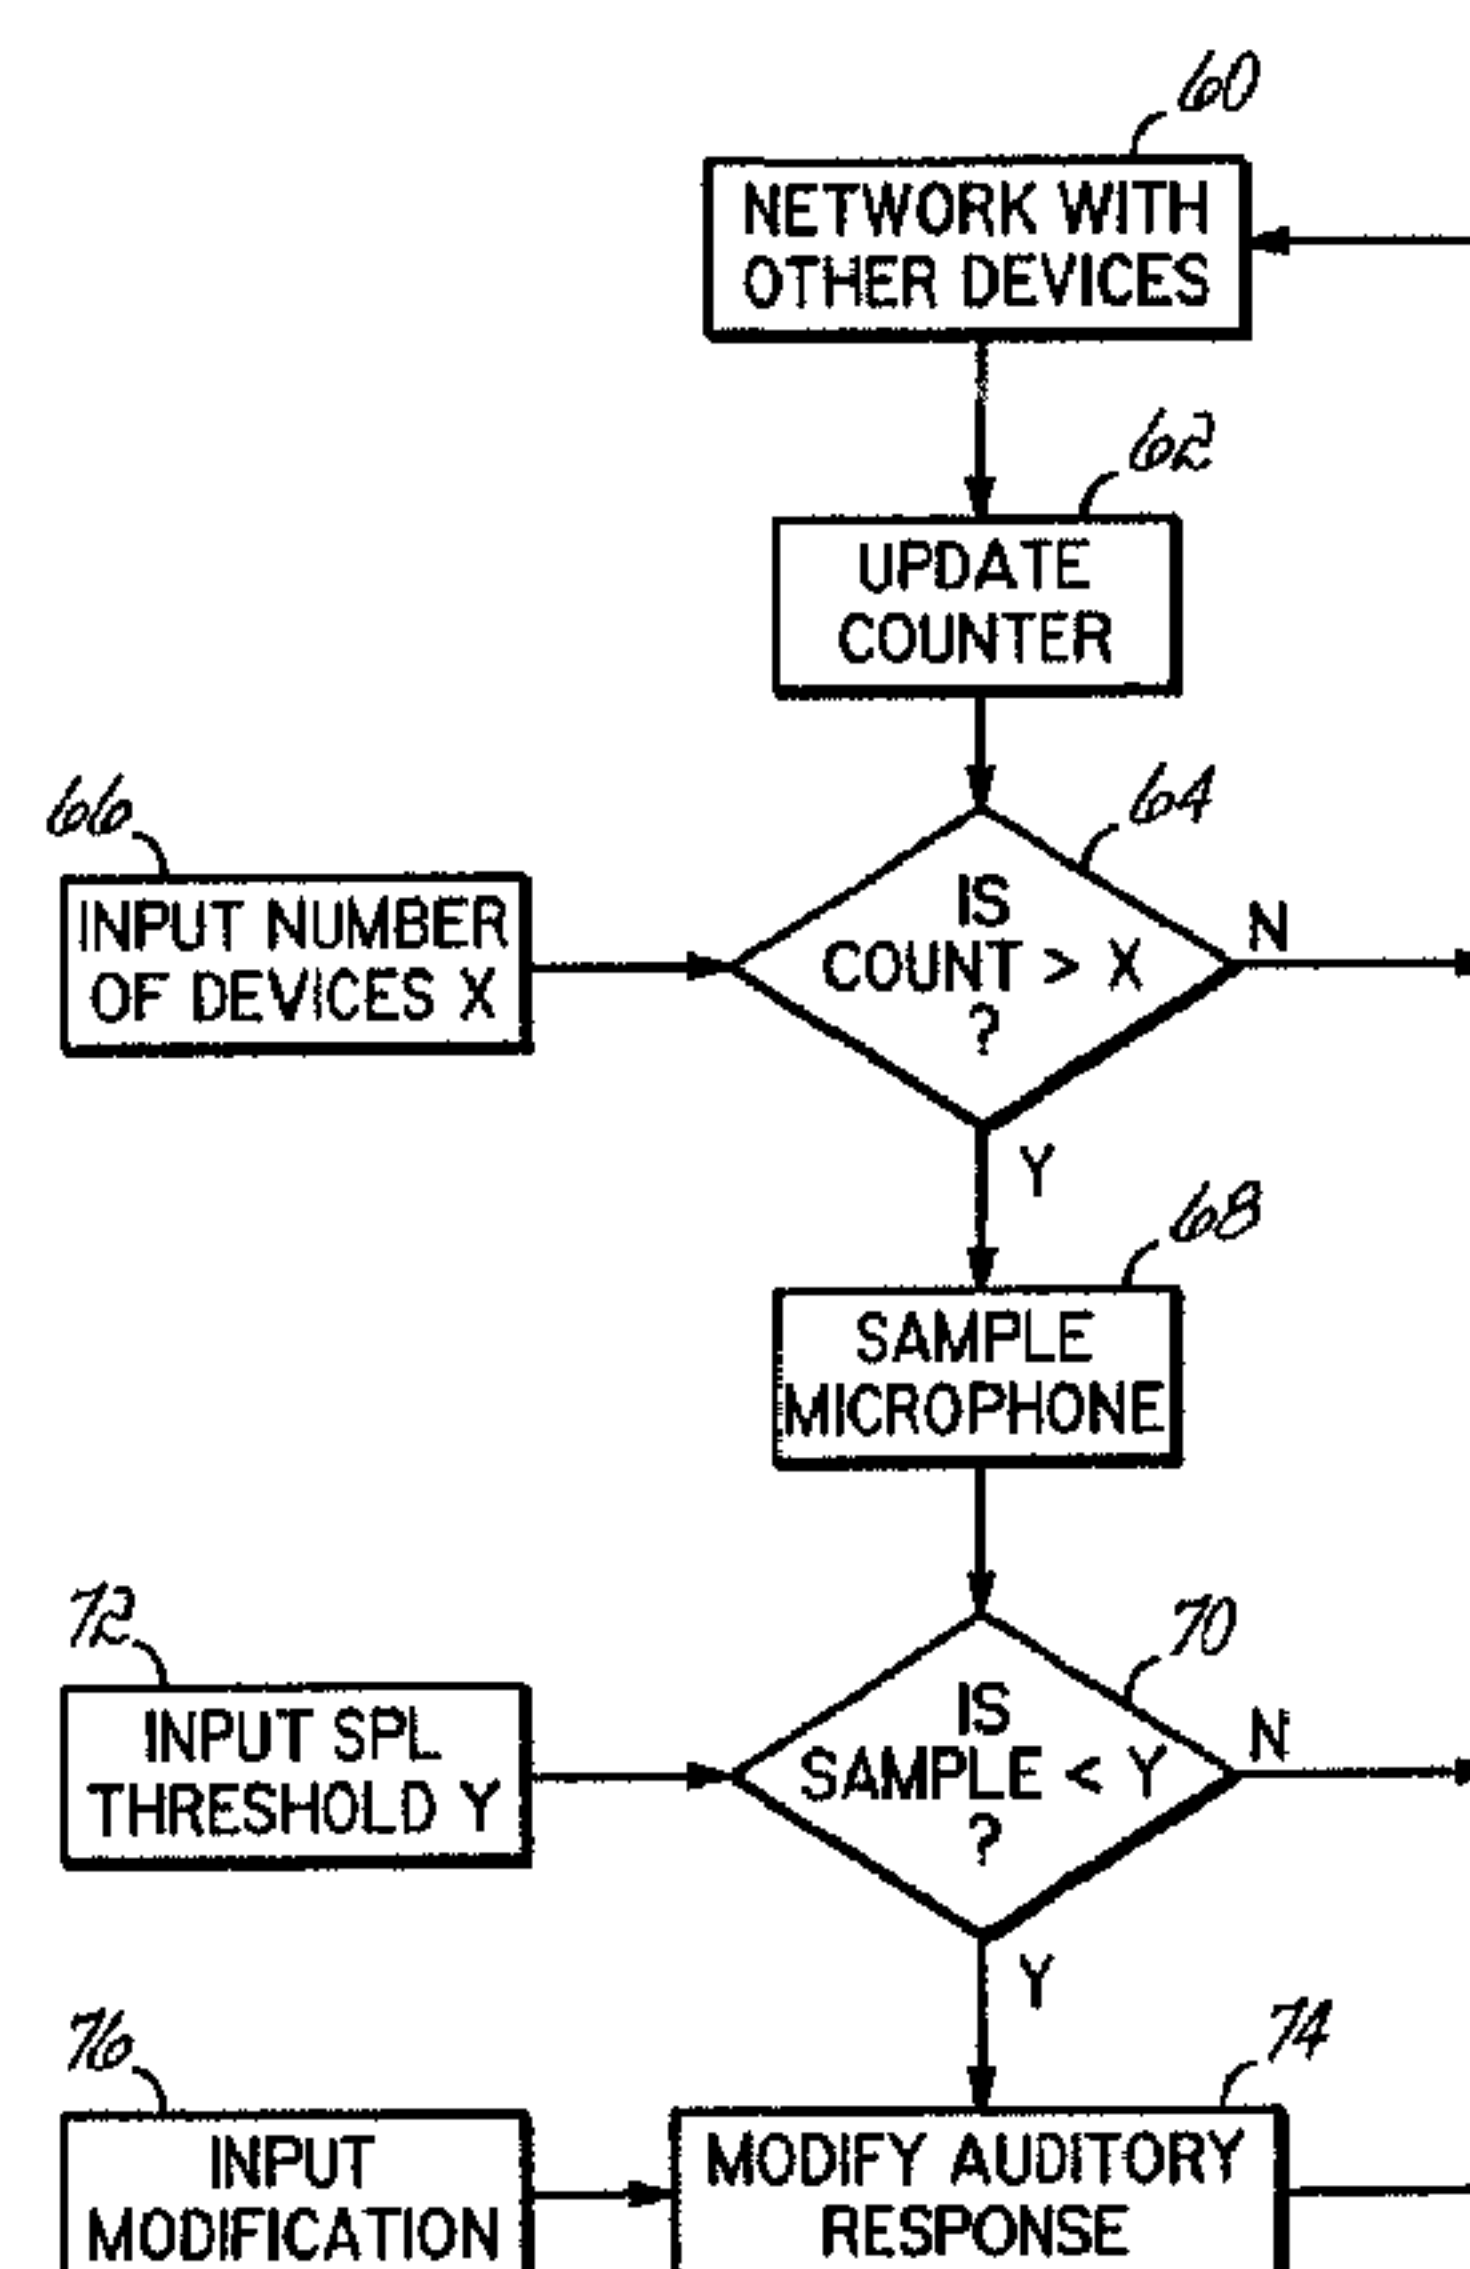 60
NETWORK WITH
OTHER DEVICES
62
UPDATE
COUNTER
66
INPUT NUMBER
OF DEVICES X
64
IS
COUNT > X
?
N
Y
68
SAMPLE
MICROPHONE
72
INPUT SPL
THRESHOLD Y
70
IS
SAMPLE < Y
?
N
Y
76
INPUT
MODIFICATION
74
MODIFY AUDITORY
RESPONSE